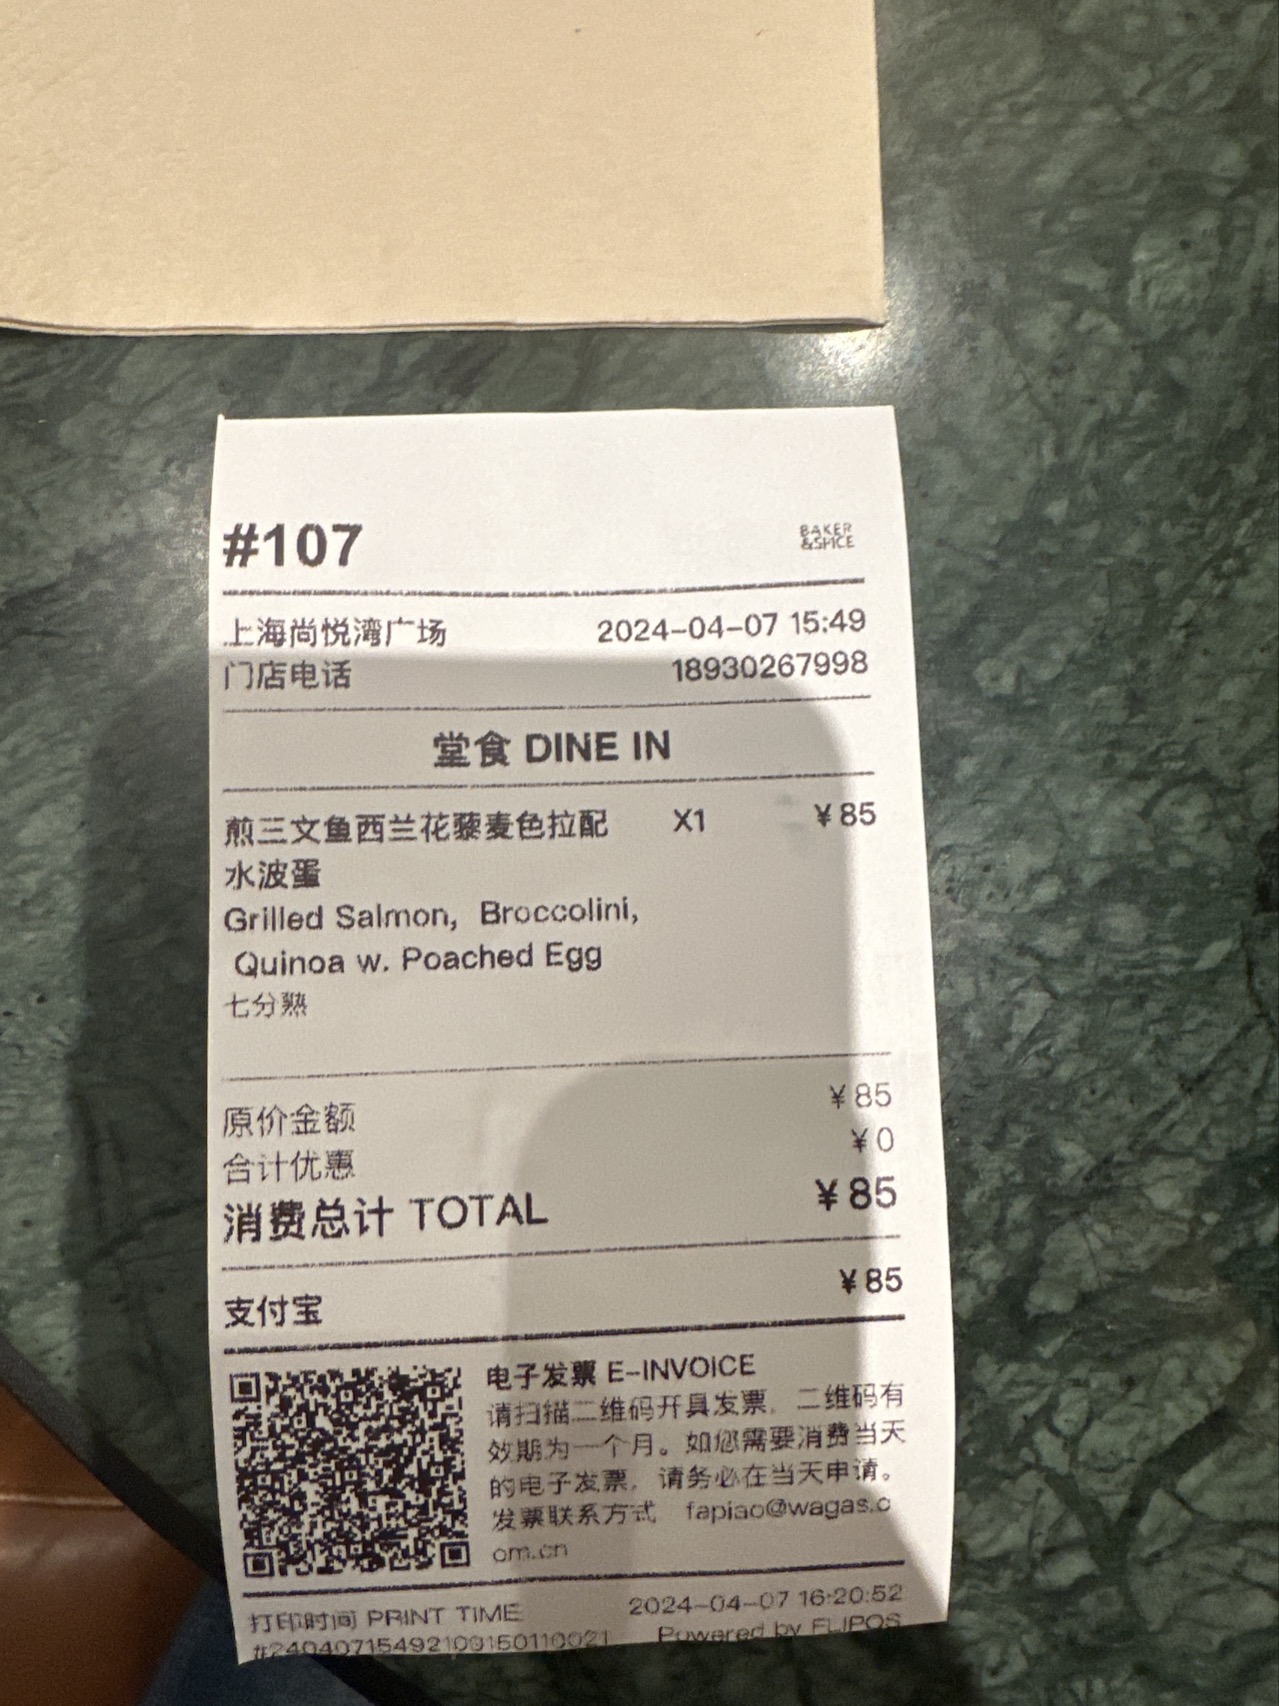 #107
BAKER
&SPICE
上海尚悦湾广场 2024-04-07 15:49
门店电话 18930267998
堂食 DINE IN
煎三文鱼西兰花藜麦色拉配 X1 ¥85
水波蛋
Grilled Salmon, Broccolini,
Quinoa w. Poached Egg
七分熟
原价金额 ¥85
合计优惠 ¥0
消费总计 TOTAL ¥85
支付宝 ¥85
电子发票 E-INVOICE
请扫描二维码开具发票，二维码有
效期为一个月。如您需要消费当天
的电子发票，请务必在当天申请。
发票联系方式 fapiao@wagas.c
om.cn
打印时间 PRINT TIME 2024-04-07 16:20:52
#24040715492100150110021 Powered by FLIPOS